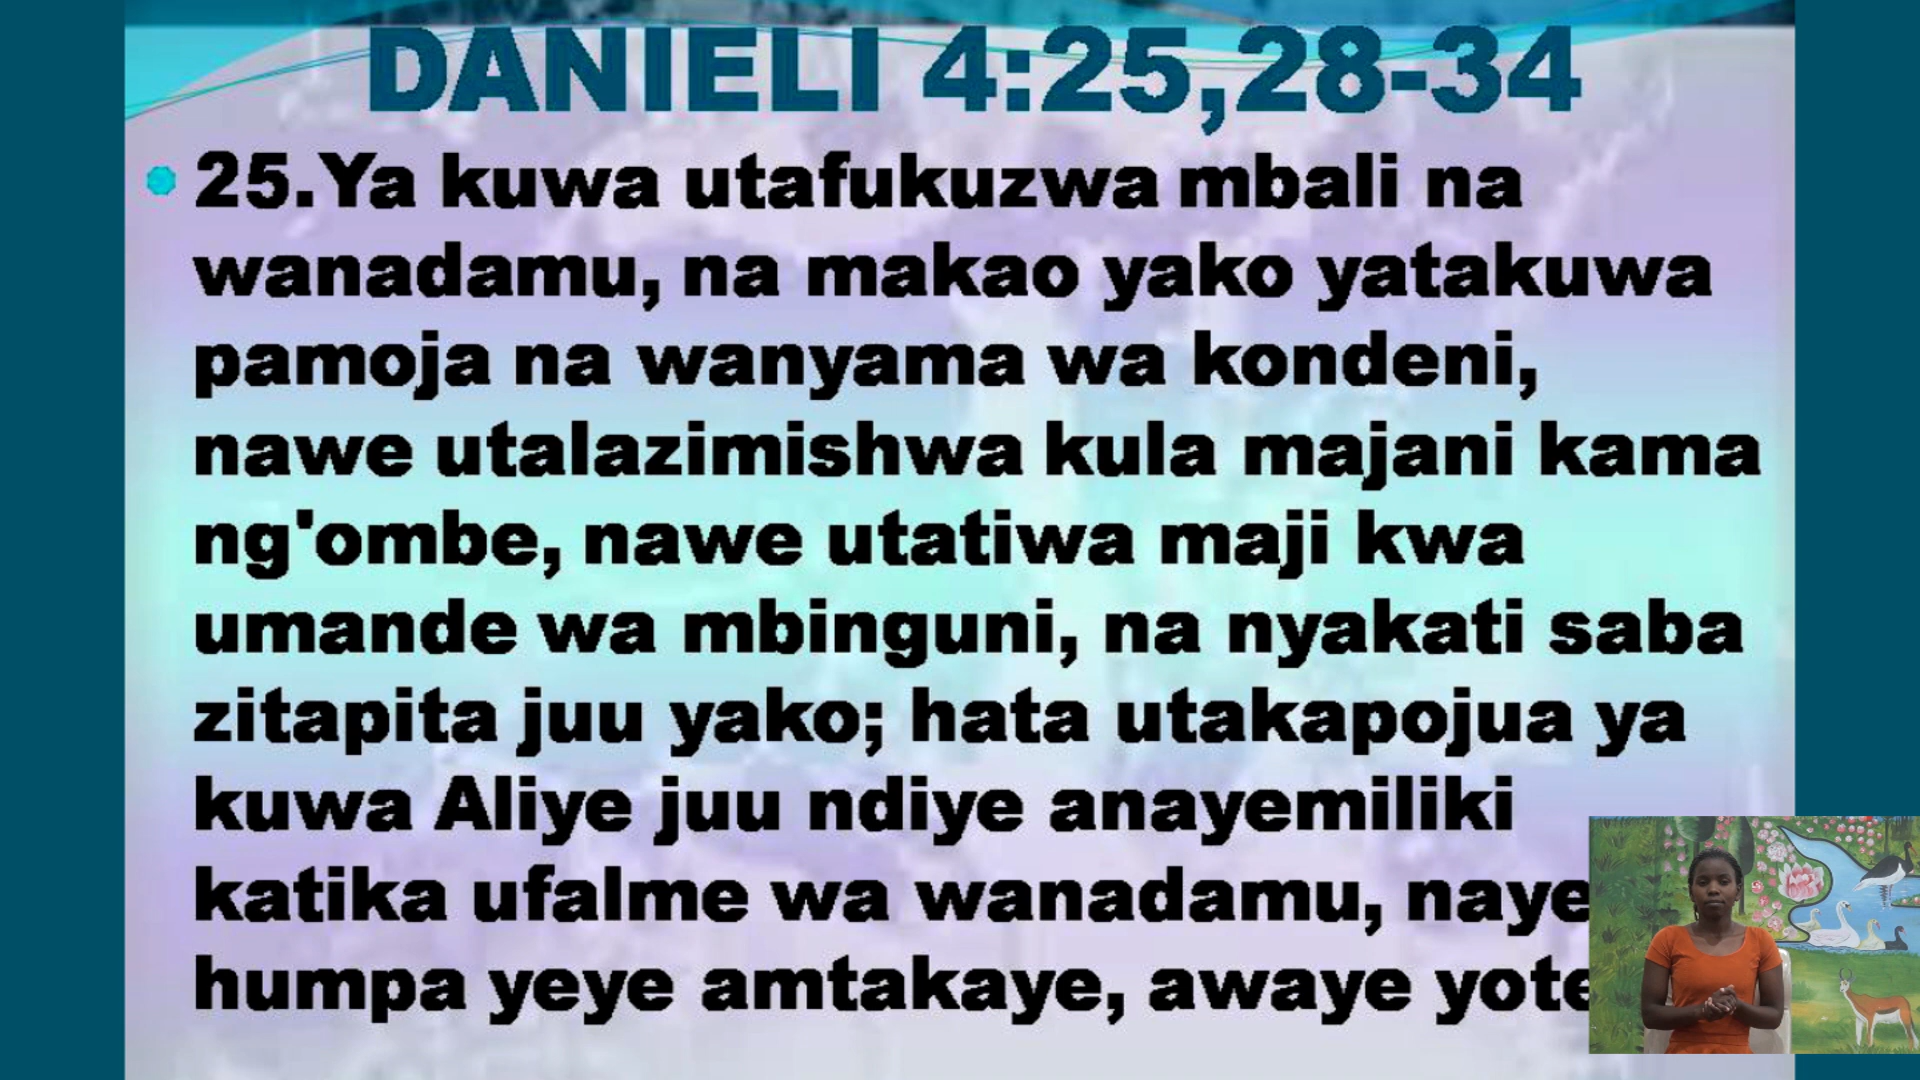 DANIELI 4:25,28-34
25.Ya kuwa utafukuzwa mbali na
wanadamu, na makao yako yatakuwa
pamoja na wanyama wa kondeni,
nawe utalazimishwa kula majani kama
ng'ombe, nawe utatiwa maji kwa
umande wa mbinguni, na nyakati saba
zitapita juu yako; hata utakapojua ya
kuwa Aliye juu ndiye anayemiliki
katika ufalme wa wanadamu, naye
humpa yeye amtakaye, awaye yote